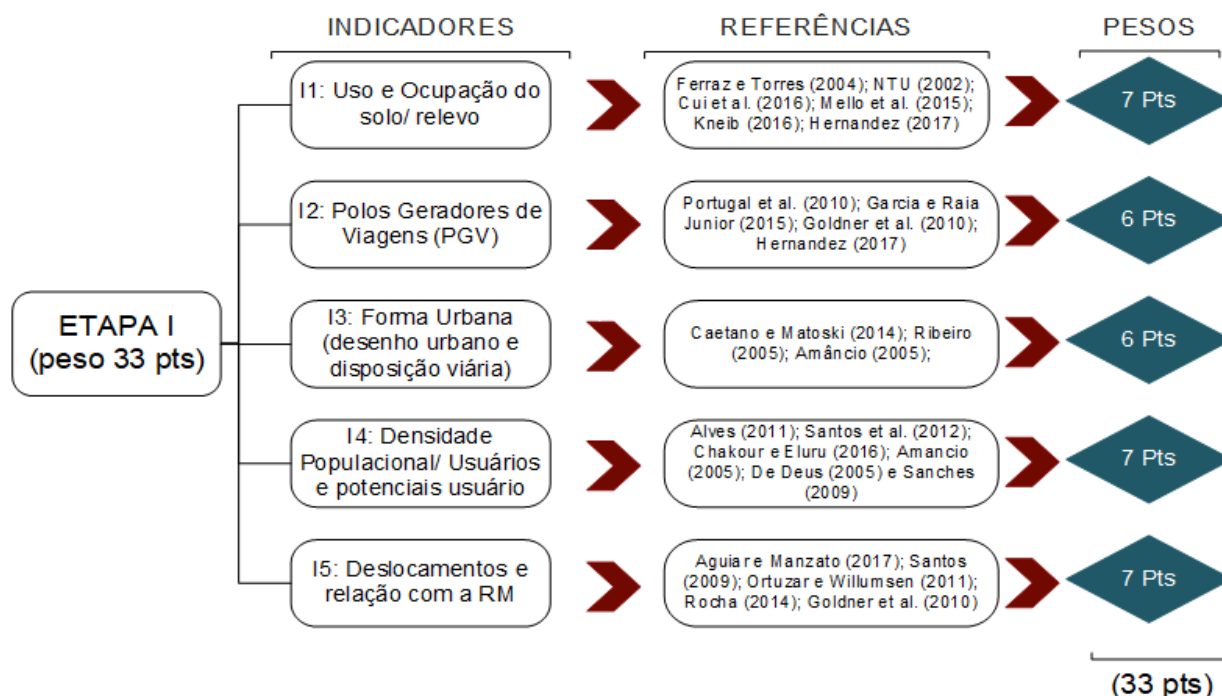 INDICADORES
REFERÊNCIAS
PESOS
I1: Uso e Ocupação do
solo/ relevo
Ferraz e Torres (2004); NTU (2002);
Cui et al. (2016); Mello et al. (2015);
Kneib (2016); Hernandez (2017)
7 Pts
I2: Polos Geradores de
Viagens (PGV)
Portugal et al. (2010); Garcia e Raia
Junior (2015); Goldner et al. (2010);
Hernandez (2017)
6 Pts
ETAPA I
(peso 33 pts)
I3: Forma Urbana
(desenho urbano e
disposição viária)
Caetano e Matoski (2014); Ribeiro
(2005); Amâncio (2005);
6 Pts
I4: Densidade
Populacional/ Usuários
e potenciais usuário
Alves (2011); Santos et al. (2012);
Chakour e Eluru (2016); Amancio
(2005); De Deus (2005) e Sanches
(2009)
7 Pts
I5: Deslocamentos e
relação com a RM
Aguiar e Manzato (2017); Santos
(2009); Ortuzar e Willumsen (2011);
Rocha (2014); Goldner et al. (2010)
7 Pts
(33 pts)